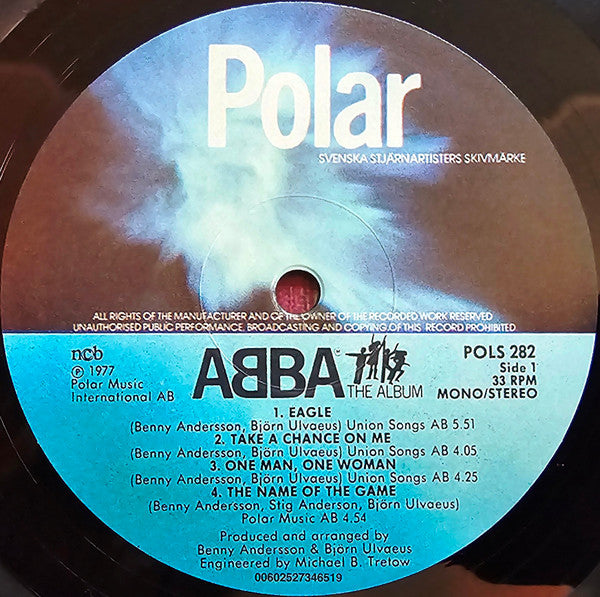 Polar
SVENSKA STJÄRNARTISTERS SKIVMÄRKE
ALL RIGHTS OF THE MANUFACTURER AND OF THE OWNER OF THE RECORDED WORK RESERVED
UNAUTHORISED PUBLIC PERFORMANCE, BROADCASTING AND COPYING OF THIS RECORD PROHIBITED
ncb
Ⓟ 1977
Polar Music
International AB
ABBA
THE ALBUM
POLS 282
Side 1
33 RPM
MONO/STEREO
1. EAGLE
(Benny Andersson, Björn Ulvaeus) Union Songs AB 5.51
2. TAKE A CHANCE ON ME
(Benny Andersson, Björn Ulvaeus) Union Songs AB 4.05
3. ONE MAN, ONE WOMAN
(Benny Andersson, Björn Ulvaeus) Union Songs AB 4.25
4. THE NAME OF THE GAME
(Benny Andersson, Stig Anderson, Björn Ulvaeus)
Polar Music AB 4.54
Produced and arranged by
Benny Andersson & Björn Ulvaeus
Engineered by Michael B. Tretow
00602527346519